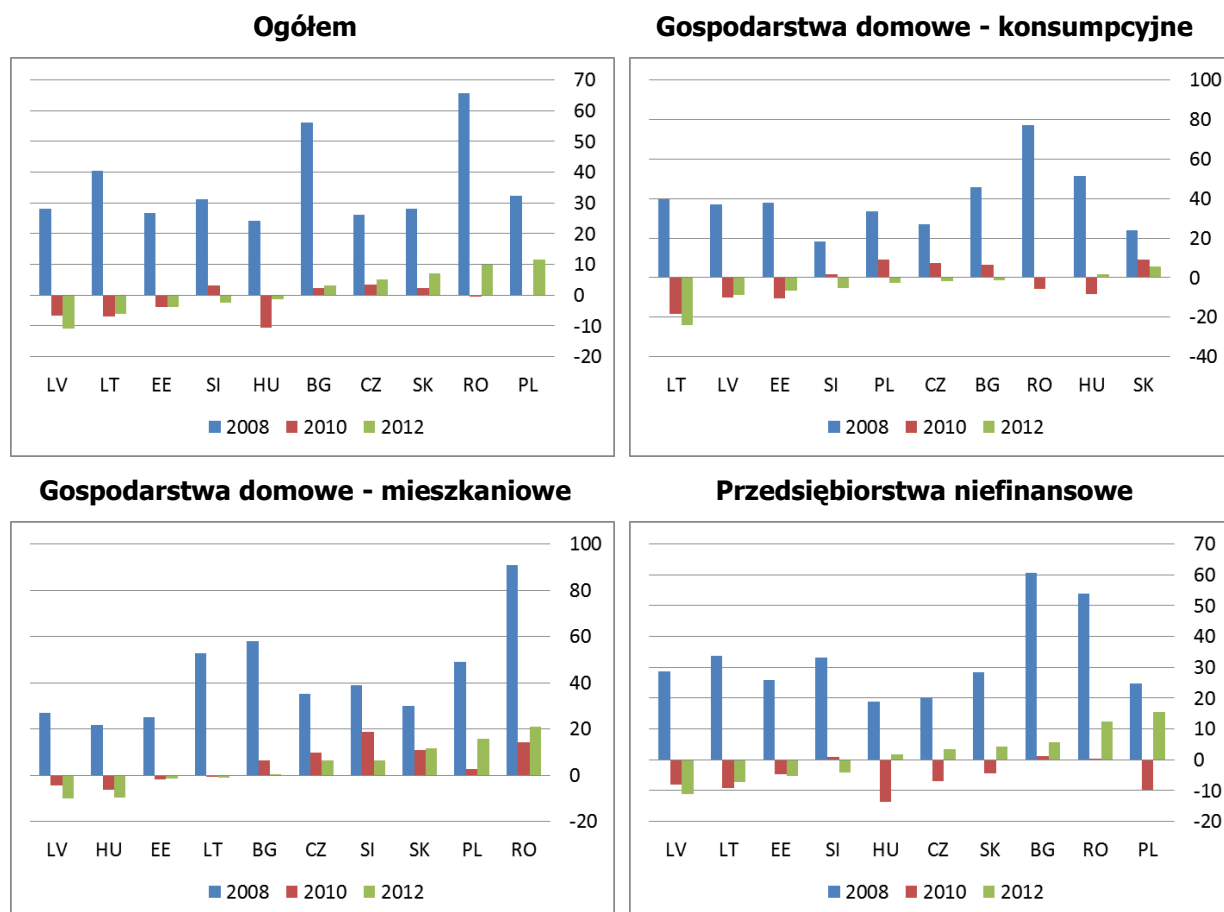 Ogółem
70
60
50
40
30
20
10
0
-10
-20
LV LT EE SI HU BG CZ SK RO PL
2008 2010 2012
Gospodarstwa domowe - konsumpcyjne
100
80
60
40
20
0
-20
-40
LT LV EE SI PL CZ BG RO HU SK
2008 2010 2012
Gospodarstwa domowe - mieszkaniowe
100
80
60
40
20
0
-20
LV HU EE LT BG CZ SI SK PL RO
2008 2010 2012
Przedsiębiorstwa niefinansowe
70
60
50
40
30
20
10
0
-10
-20
LV LT EE SI HU CZ SK BG RO PL
2008 2010 2012